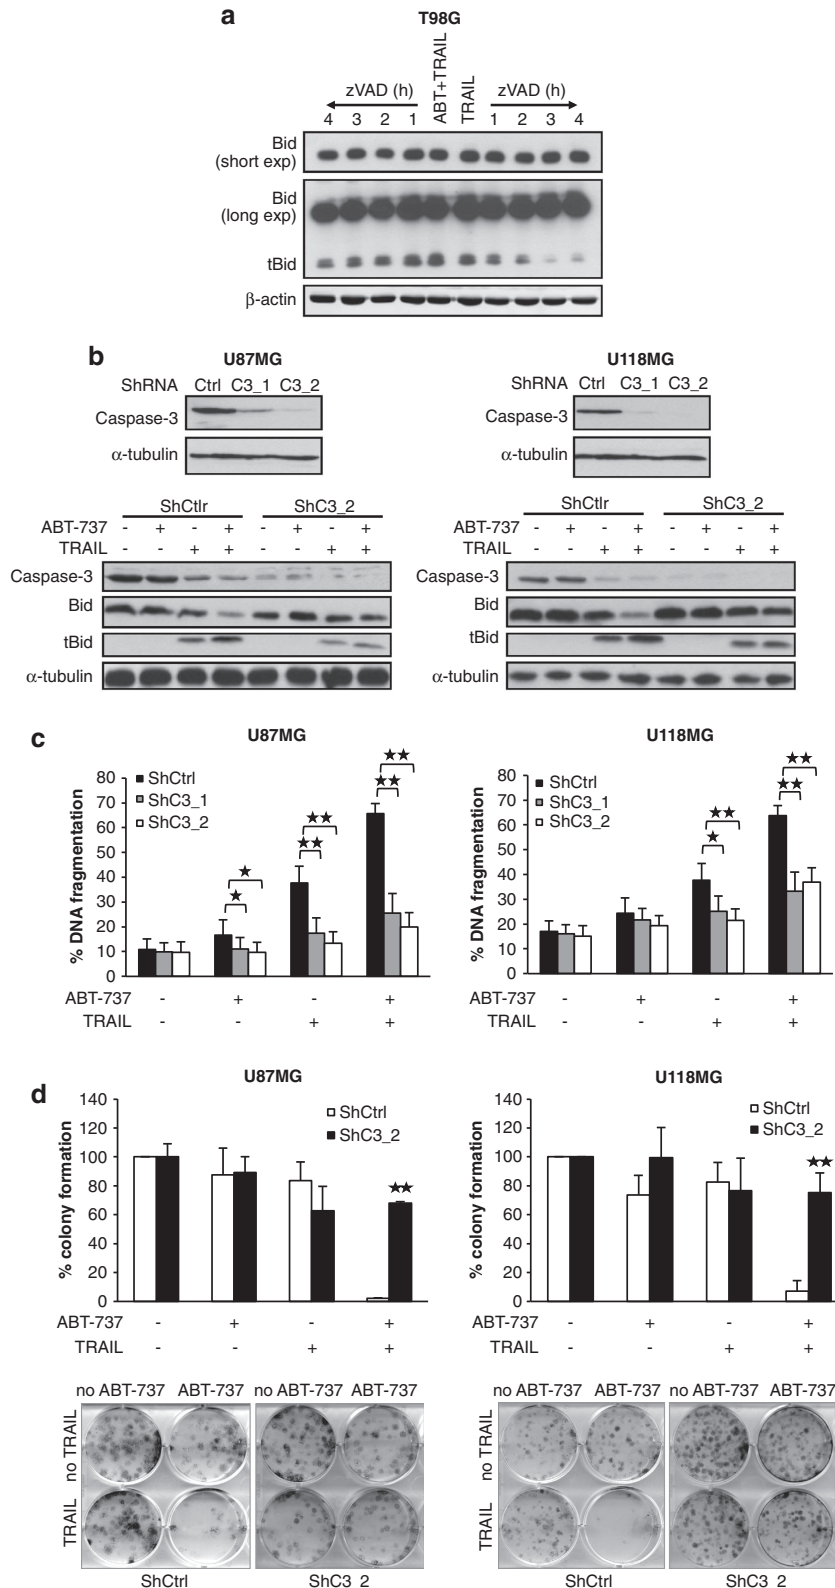 a
T98G
zVAD (h) ABT+TRAIL TRAIL zVAD (h)
4 3 2 1 1 2 3 4
Bid
(short exp)
Bid
(long exp)
tBid
β-actin
b
U87MG
ShRNA Ctrl C3_1 C3_2
Caspase-3
α-tubulin
U118MG
ShRNA Ctrl C3_1 C3_2
Caspase-3
α-tubulin
ShCtlr ShC3_2
ABT-737 - + - + - + - +
TRAIL - - + + - - + +
Caspase-3
Bid
tBid
α-tubulin
ShCtlr ShC3_2
ABT-737 - + - + - + - +
TRAIL - - + + - - + +
Caspase-3
Bid
tBid
α-tubulin
c
U87MG
% DNA fragmentation
80
70
60
50
40
30
20
10
0
ShCtrl
ShC3_1
ShC3_2
★ ★ ★★ ★★ ★★ ★★
ABT-737 - + - +
TRAIL - - + +
U118MG
% DNA fragmentation
80
70
60
50
40
30
20
10
0
ShCtrl
ShC3_1
ShC3_2
★ ★★ ★★ ★★
ABT-737 - + - +
TRAIL - - + +
d
U87MG
% colony formation
140
120
100
80
60
40
20
0
ShCtrl
ShC3_2
★★
ABT-737 - + - +
TRAIL - - + +
U118MG
% colony formation
140
120
100
80
60
40
20
0
ShCtrl
ShC3_2
★★
ABT-737 - + - +
TRAIL - - + +
no ABT-737 ABT-737 no ABT-737 ABT-737
no TRAIL
TRAIL
ShCtrl ShC3_2
no ABT-737 ABT-737 no ABT-737 ABT-737
no TRAIL
TRAIL
ShCtrl ShC3_2